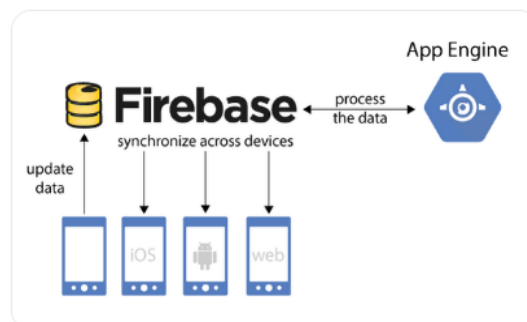 App Engine
Firebase
process
the data
synchronize across devices
update
data
iOS
web